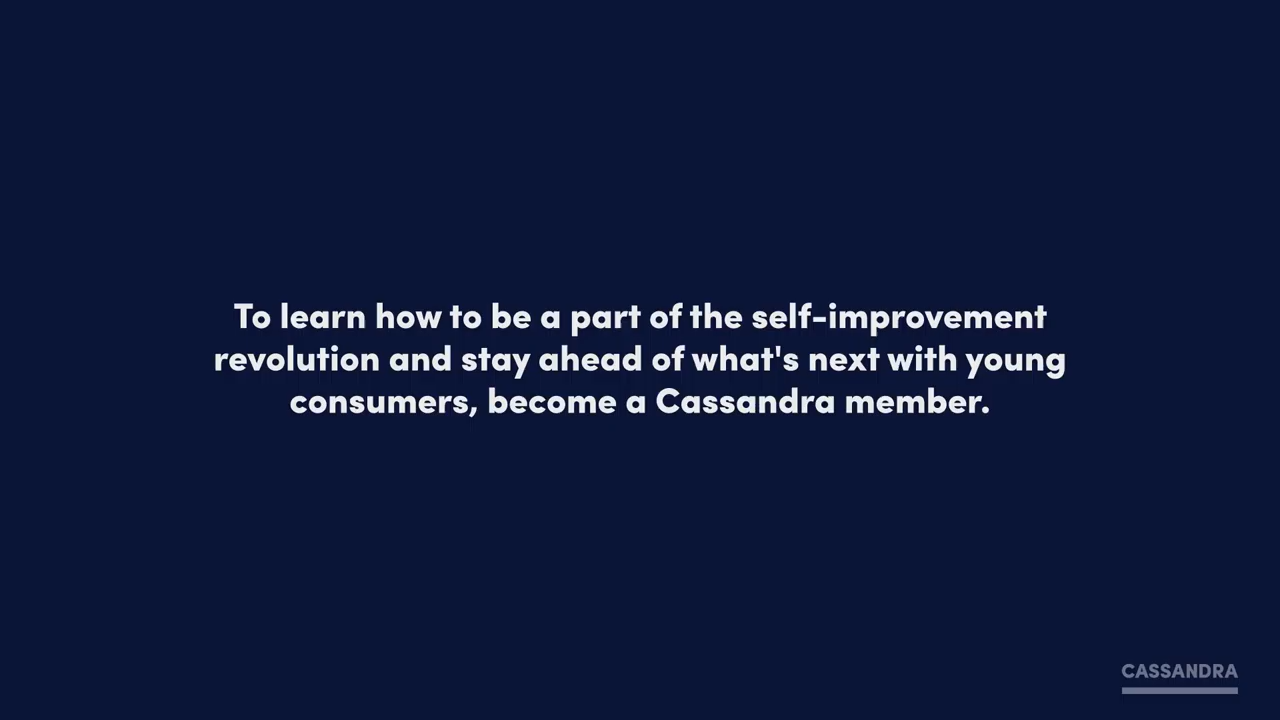 To learn how to be a part of the self-improvement
revolution and stay ahead of what's next with young
consumers, become a Cassandra member.
CASSANDRA